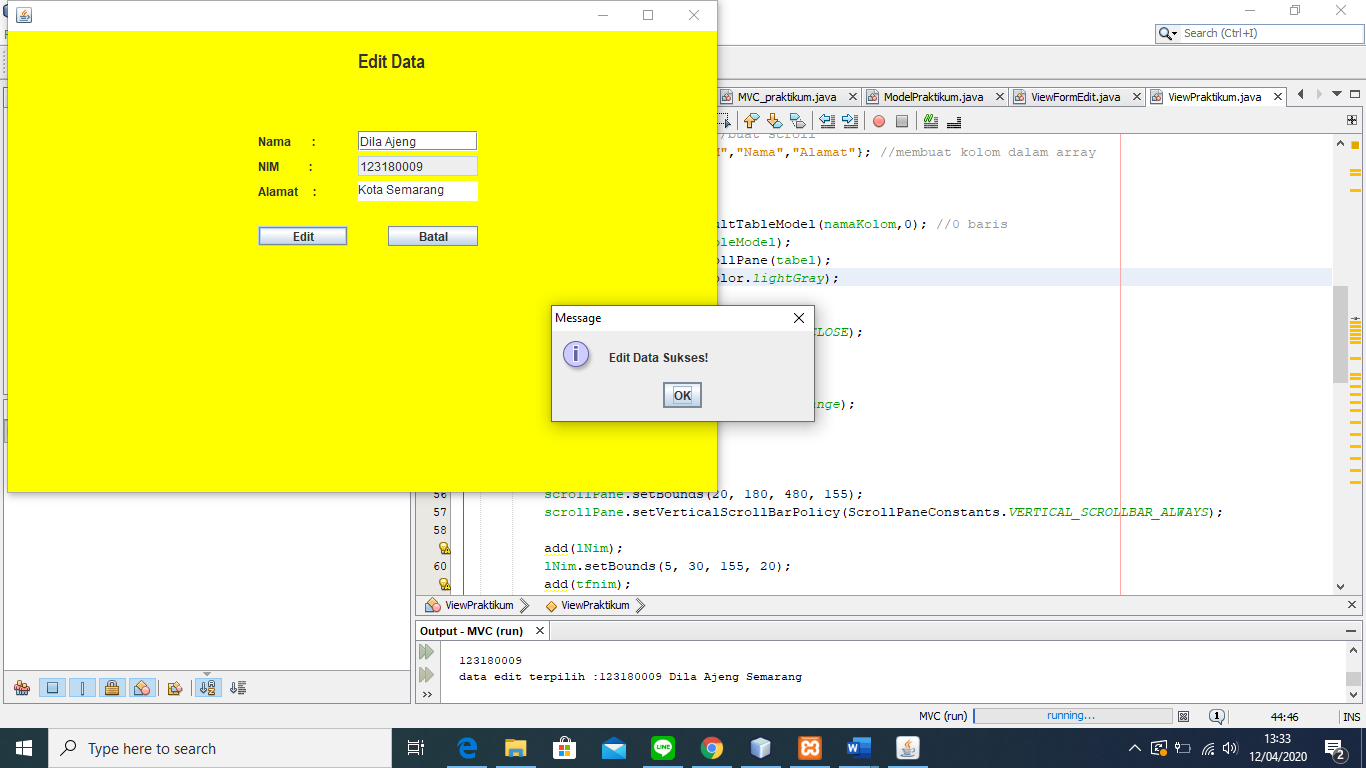 Search (Ctrl+I)
Edit Data
Nama :
Dila Ajeng
NIM :
123180009
Alamat :
Kota Semarang
Edit
Batal
Message
Edit Data Sukses!
OK
MVC_praktikum.java
ModelPraktikum.java
ViewFormEdit.java
ViewPraktikum.java
/buat scroll
","Nama","Alamat"}; //membuat kolom dalam array
ultTableModel(namaKolom,0); //0 baris
bleModel);
ollPane(tabel);
olor.lightGray);
CLOSE);
nge);
56 scrollPane.setBounds(20, 180, 480, 155);
57 scrollPane.setVerticalScrollBarPolicy(ScrollPaneConstants.VERTICAL_SCROLLBAR_ALWAYS);
58
add(lNim);
60 lNim.setBounds(5, 30, 155, 20);
add(tfnim);
ViewPraktikum
ViewPraktikum
Output - MVC (run)
123180009
data edit terpilih :123180009 Dila Ajeng Semarang
MVC (run)
running...
1
44:46
INS
Type here to search
13:33
12/04/2020
2